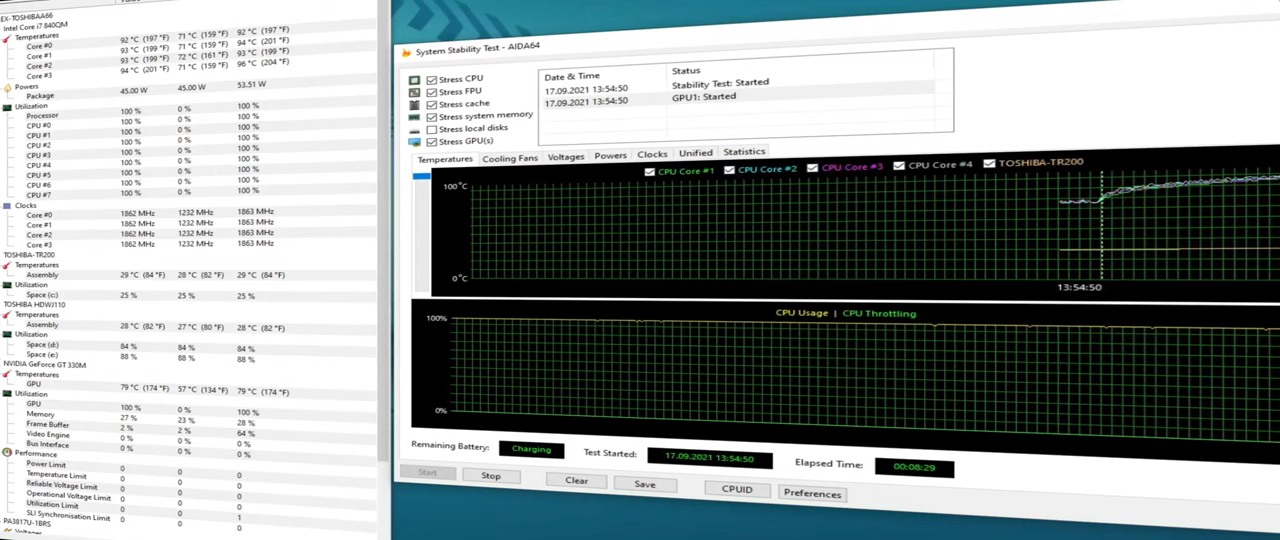 EX-TOSHIBAA66
Intel Core i7 840QM
Temperatures
Core #0 92 °C (197 °F) 71 °C (159 °F) 92 °C (197 °F)
Core #1 93 °C (199 °F) 71 °C (159 °F) 94 °C (201 °F)
Core #2 93 °C (199 °F) 72 °C (161 °F) 93 °C (199 °F)
Core #3 94 °C (201 °F) 71 °C (159 °F) 96 °C (204 °F)
Powers
Package 45.00 W 45.00 W 53.51 W
Utilization
Processor 100 % 0 % 100 %
CPU #0 100 % 0 % 100 %
CPU #1 100 % 0 % 100 %
CPU #2 100 % 0 % 100 %
CPU #3 100 % 0 % 100 %
CPU #4 100 % 0 % 100 %
CPU #5 100 % 0 % 100 %
CPU #6 100 % 0 % 100 %
CPU #7 100 % 0 % 100 %
Clocks
Core #0 1862 MHz 1232 MHz 1863 MHz
Core #1 1862 MHz 1232 MHz 1863 MHz
Core #2 1862 MHz 1232 MHz 1863 MHz
Core #3 1862 MHz 1232 MHz 1863 MHz
TOSHIBA-TR200
Temperatures
Assembly 29 °C (84 °F) 28 °C (82 °F) 29 °C (84 °F)
Utilization
Space (c:) 25 % 25 % 25 %
TOSHIBA HDWJ110
Temperatures
Assembly 28 °C (82 °F) 27 °C (80 °F) 28 °C (82 °F)
Utilization
Space (d:) 84 % 84 % 84 %
Space (e:) 88 % 88 % 88 %
NVIDIA GeForce GT 330M
Temperatures
GPU 79 °C (174 °F) 57 °C (134 °F) 79 °C (174 °F)
Utilization
GPU 100 % 0 % 100 %
Memory 27 % 23 % 28 %
Frame Buffer 2 % 2 % 64 %
Video Engine 0 % 0 % 0 %
Bus Interface 0 % 0 % 0 %
Performance
Power Limit 0 0 0
Temperature Limit 0 0 0
Reliable Voltage Limit 0 0 0
Operational Voltage Limit 0 0 0
Utilization Limit 0 0 1
SLI Synchronisation Limit 0 0 0
PA3817U-1BRS
Voltages
System Stability Test - AIDA64
Stress CPU
Stress FPU
Stress cache
Stress system memory
Stress local disks
Stress GPU(s)
Date & Time Status
17.09.2021 13:54:50 Stability Test: Started
17.09.2021 13:54:50 GPU1: Started
Temperatures Cooling Fans Voltages Powers Clocks Unified Statistics
CPU Core #1 CPU Core #2 CPU Core #3 CPU Core #4 TOSHIBA-TR200
100°C
0°C
13:54:50
CPU Usage | CPU Throttling
100%
0%
Remaining Battery: Charging Test Started: 17.09.2021 13:54:50 Elapsed Time: 00:08:29
Start Stop Clear Save CPUID Preferences